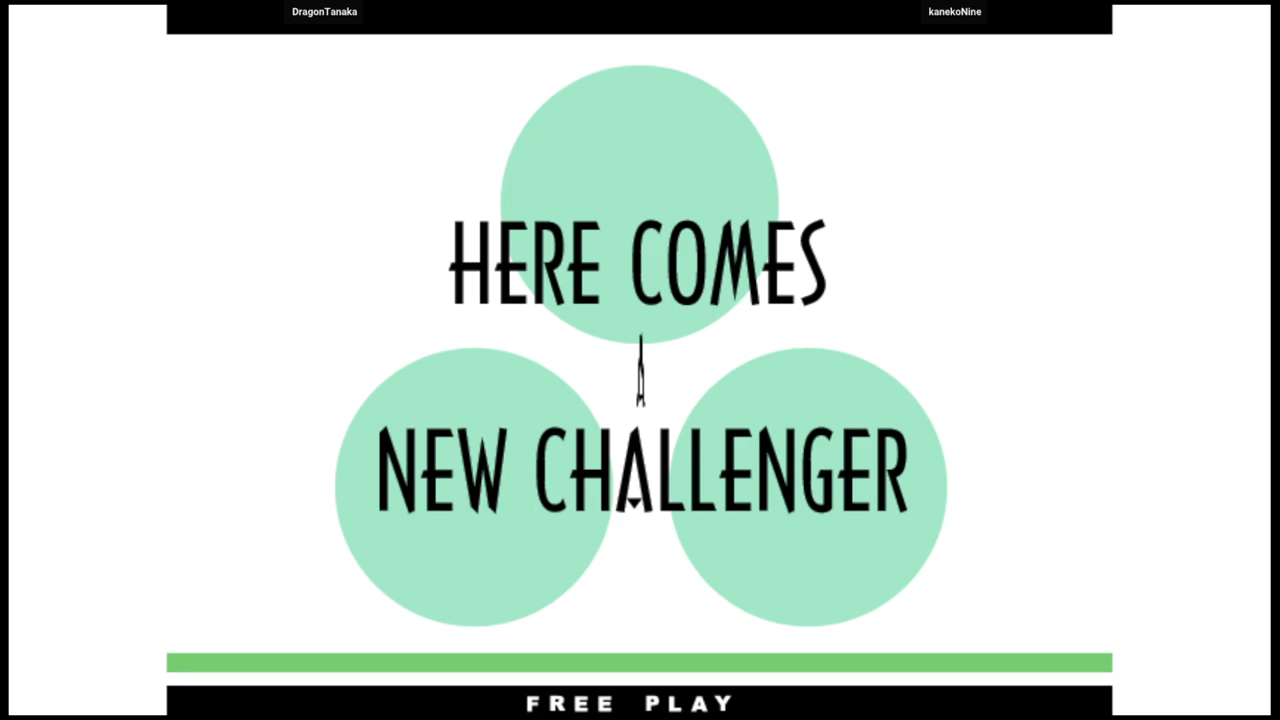 DragonTanaka kanekoNine
HERE COMES
A
NEW CHALLENGER
FREE PLAY